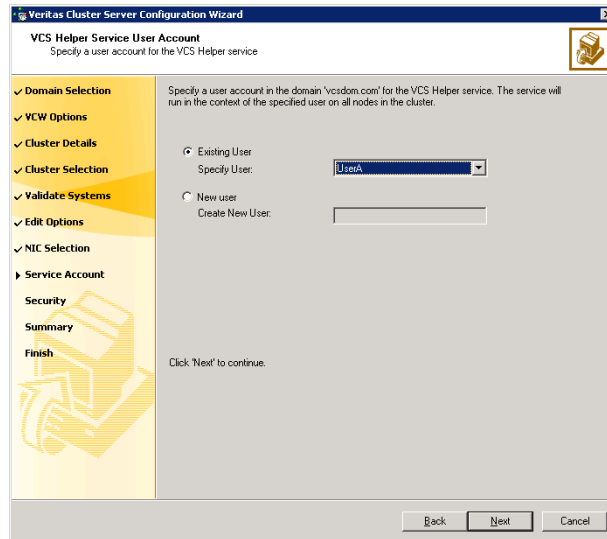 Veritas Cluster Server Configuration Wizard
VCS Helper Service User Account
Specify a user account for the VCS Helper service
Domain Selection
VCW Options
Cluster Details
Cluster Selection
Validate Systems
Edit Options
NIC Selection
Service Account
Security
Summary
Finish
Specify a user account in the domain 'vcsdom.com' for the VCS Helper service. The service will
run in the context of the specified user on all nodes in the cluster.
Existing User
Specify User:
UserA
New user
Create New User:
Click 'Next' to continue.
Back
Next
Cancel